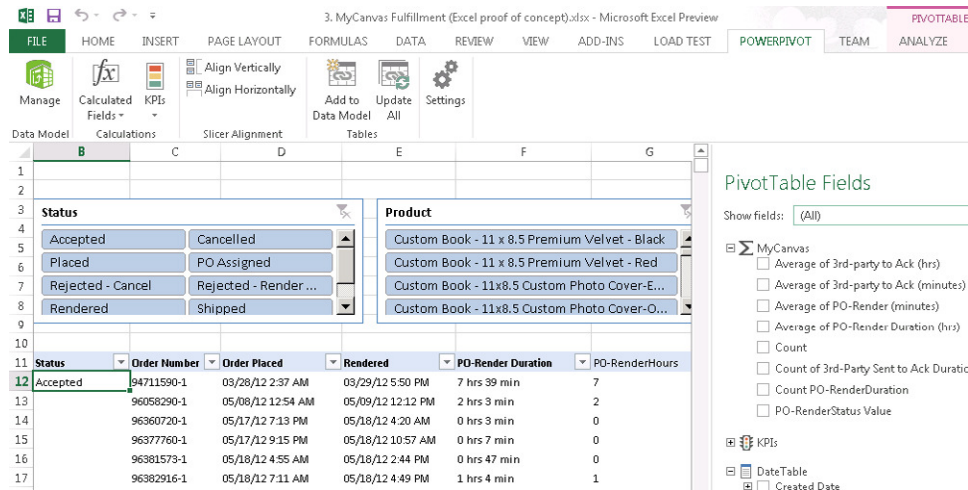 3. MyCanvas Fulfillment (Excel proof of concept).xlsx - Microsoft Excel Preview
PIVOTTABLE
FILE HOME INSERT PAGE LAYOUT FORMULAS DATA REVIEW VIEW ADD-INS LOAD TEST POWERPIVOT TEAM ANALYZE
Align Vertically
Align Horizontally
Manage Calculated Fields KPIs Add to Data Model Update All Settings
Data Model Calculations Slicer Alignment Tables
B C D E F G
1
2
3 Status Product
4
5 Accepted Cancelled Custom Book - 11 x 8.5 Premium Velvet - Black
6 Placed PO Assigned Custom Book - 11 x 8.5 Premium Velvet - Red
7 Rejected - Cancel Rejected - Render ... Custom Book - 11x8.5 Custom Photo Cover-E...
8 Rendered Shipped Custom Book - 11x8.5 Custom Photo Cover-O...
9
10
11 Status Order Number Order Placed Rendered PO-Render Duration PO-RenderHours
12 Accepted 94711590-1 03/28/12 2:37 AM 03/29/12 5:50 PM 7 hrs 39 min 7
13 96058290-1 05/08/12 12:54 AM 05/09/12 12:12 PM 2 hrs 3 min 2
14 96360720-1 05/17/12 7:13 PM 05/18/12 4:20 AM 0 hrs 3 min 0
15 96377760-1 05/17/12 9:15 PM 05/18/12 10:57 AM 0 hrs 7 min 0
16 96381573-1 05/18/12 4:55 AM 05/18/12 2:44 PM 0 hrs 47 min 0
17 96382916-1 05/18/12 7:11 AM 05/18/12 4:49 PM 1 hrs 4 min 1
PivotTable Fields
Show fields: (All)
MyCanvas
Average of 3rd-party to Ack (hrs)
Average of 3rd-party to Ack (minutes)
Average of PO-Render (minutes)
Average of PO-Render Duration (hrs)
Count
Count of 3rd-Party Sent to Ack Duratic
Count PO-RenderDuration
PO-RenderStatus Value
KPIs
DateTable
Created Date